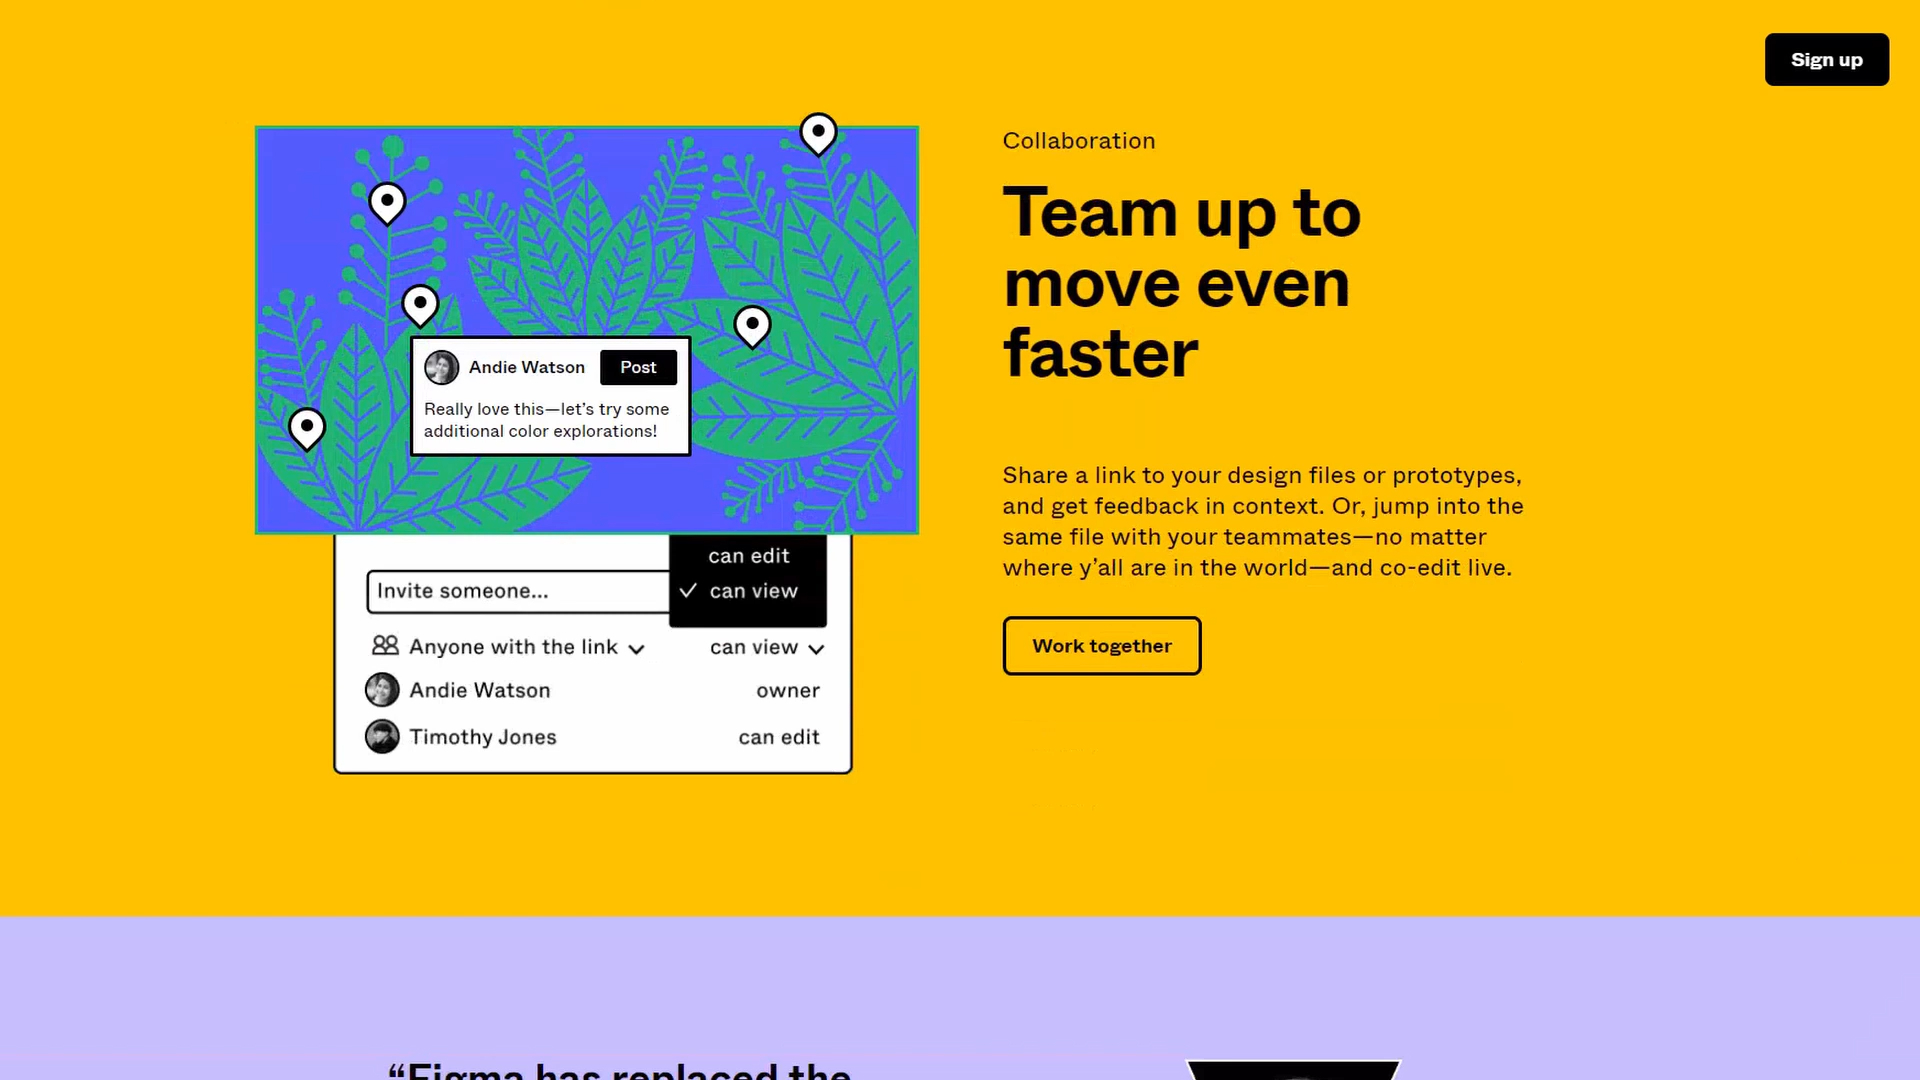 Sign up
Collaboration
Team up to
move even
faster
Share a link to your design files or prototypes,
and get feedback in context. Or, jump into the
same file with your teammates—no matter
where y’all are in the world—and co-edit live.
Work together
Andie Watson
Post
Really love this—let’s try some
additional color explorations!
can edit
Invite someone...
can view
Anyone with the link
can view
Andie Watson
owner
Timothy Jones
can edit
“Figma has replaced the